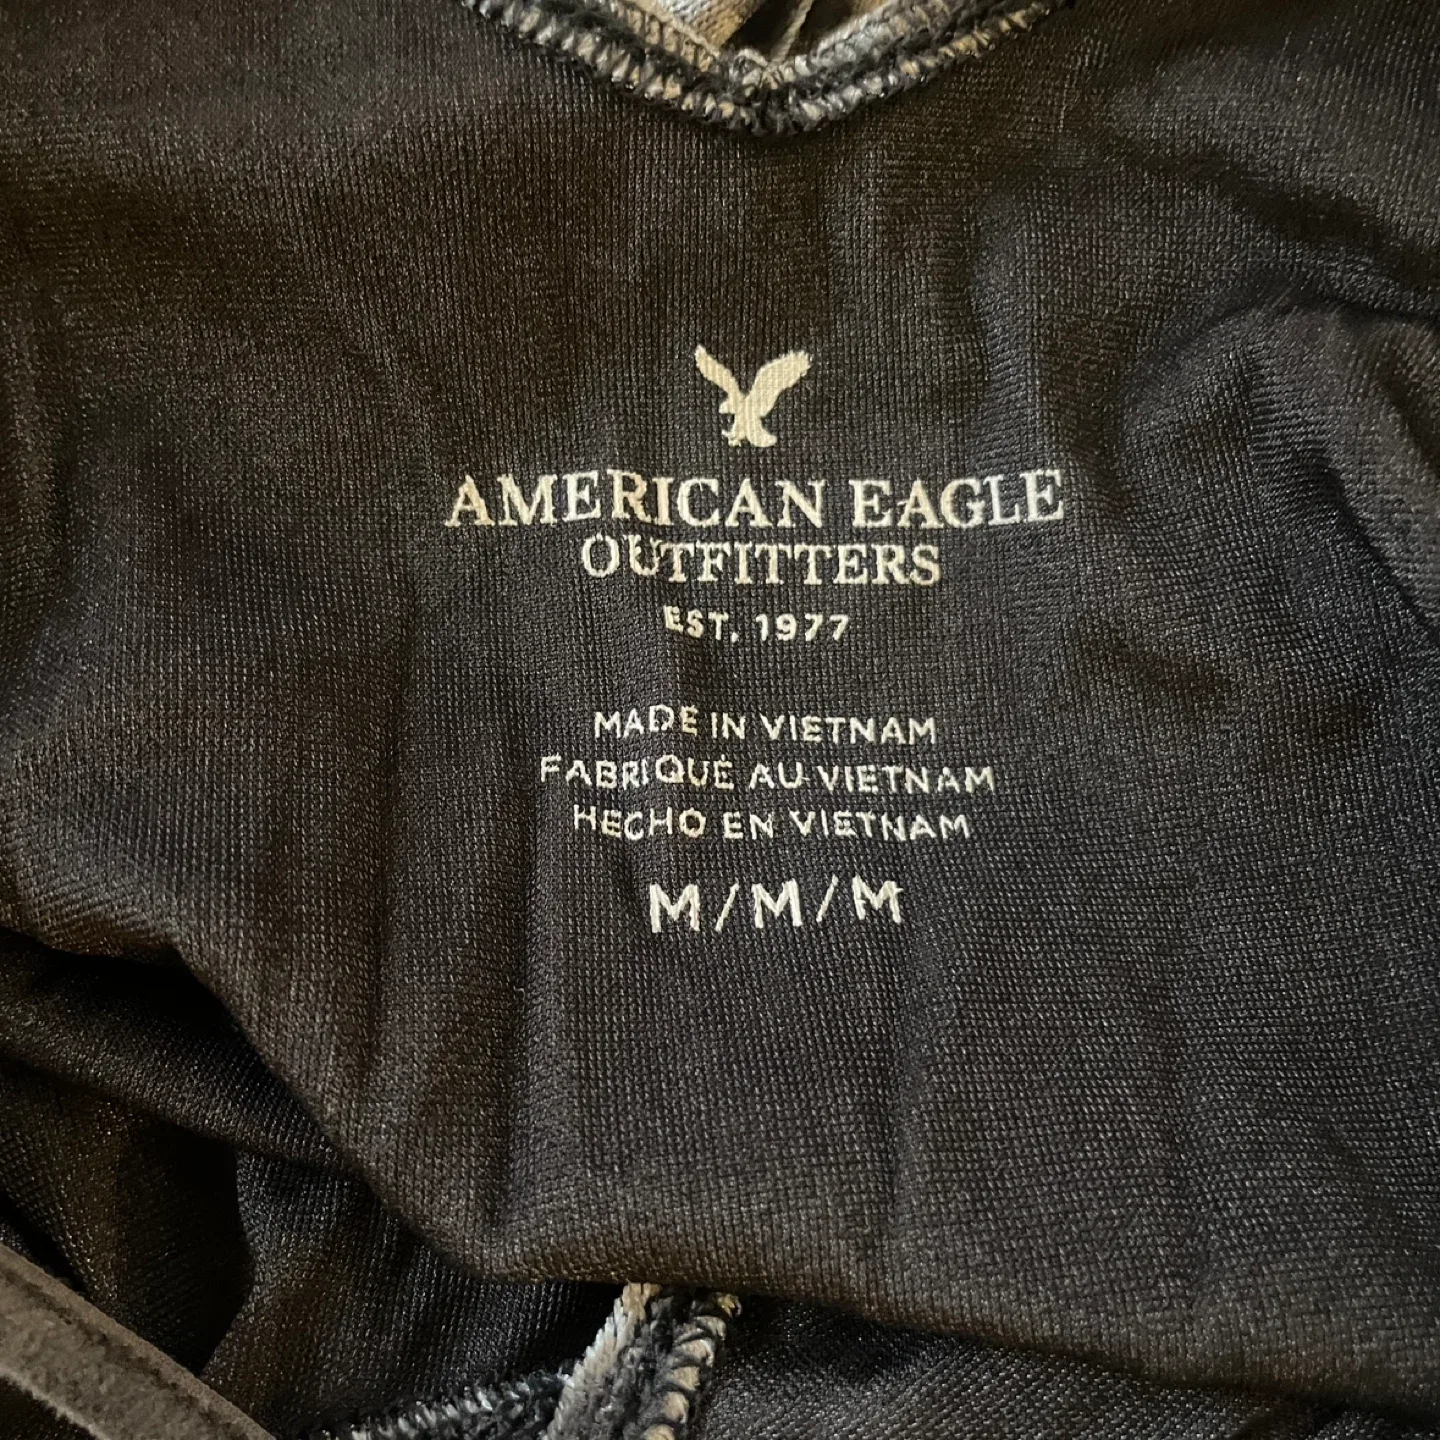 AMERICAN EAGLE
OUTFITTERS
EST. 1977
MADE IN VIETNAM
FABRIQUÉ AU VIETNAM
HECHO EN VIETNAM
M/M/M